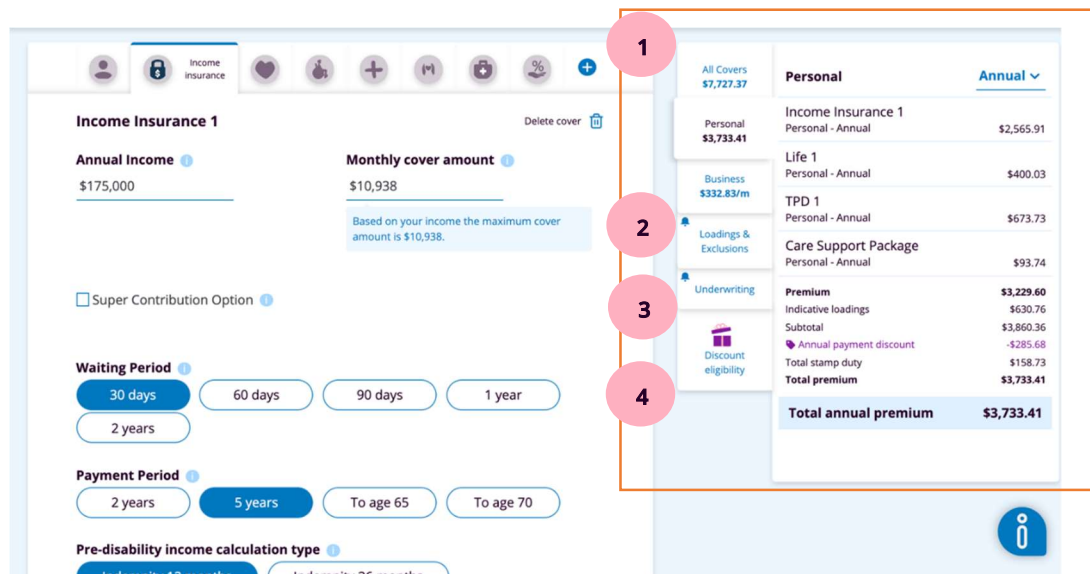 Income
insurance
Income Insurance 1
Delete cover
Annual Income
Monthly cover amount
$175,000
$10,938
Based on your income the maximum cover
amount is $10,938.
Super Contribution Option
Waiting Period
30 days
60 days
90 days
1 year
2 years
Payment Period
2 years
5 years
To age 65
To age 70
Pre-disability income calculation type
1
2
3
4
All Covers
$7,727.37
Personal
$3,733.41
Business
$332.83/m
Loadings &
Exclusions
Underwriting
Discount
eligibility
Personal
Annual
Income Insurance 1
Personal - Annual
$2,565.91
Life 1
Personal - Annual
$400.03
TPD 1
Personal - Annual
$673.73
Care Support Package
Personal - Annual
$93.74
Premium
$3,229.60
Indicative loadings
$630.76
Subtotal
$3,860.36
Annual payment discount
-$285.68
Total stamp duty
$158.73
Total premium
$3,733.41
Total annual premium
$3,733.41